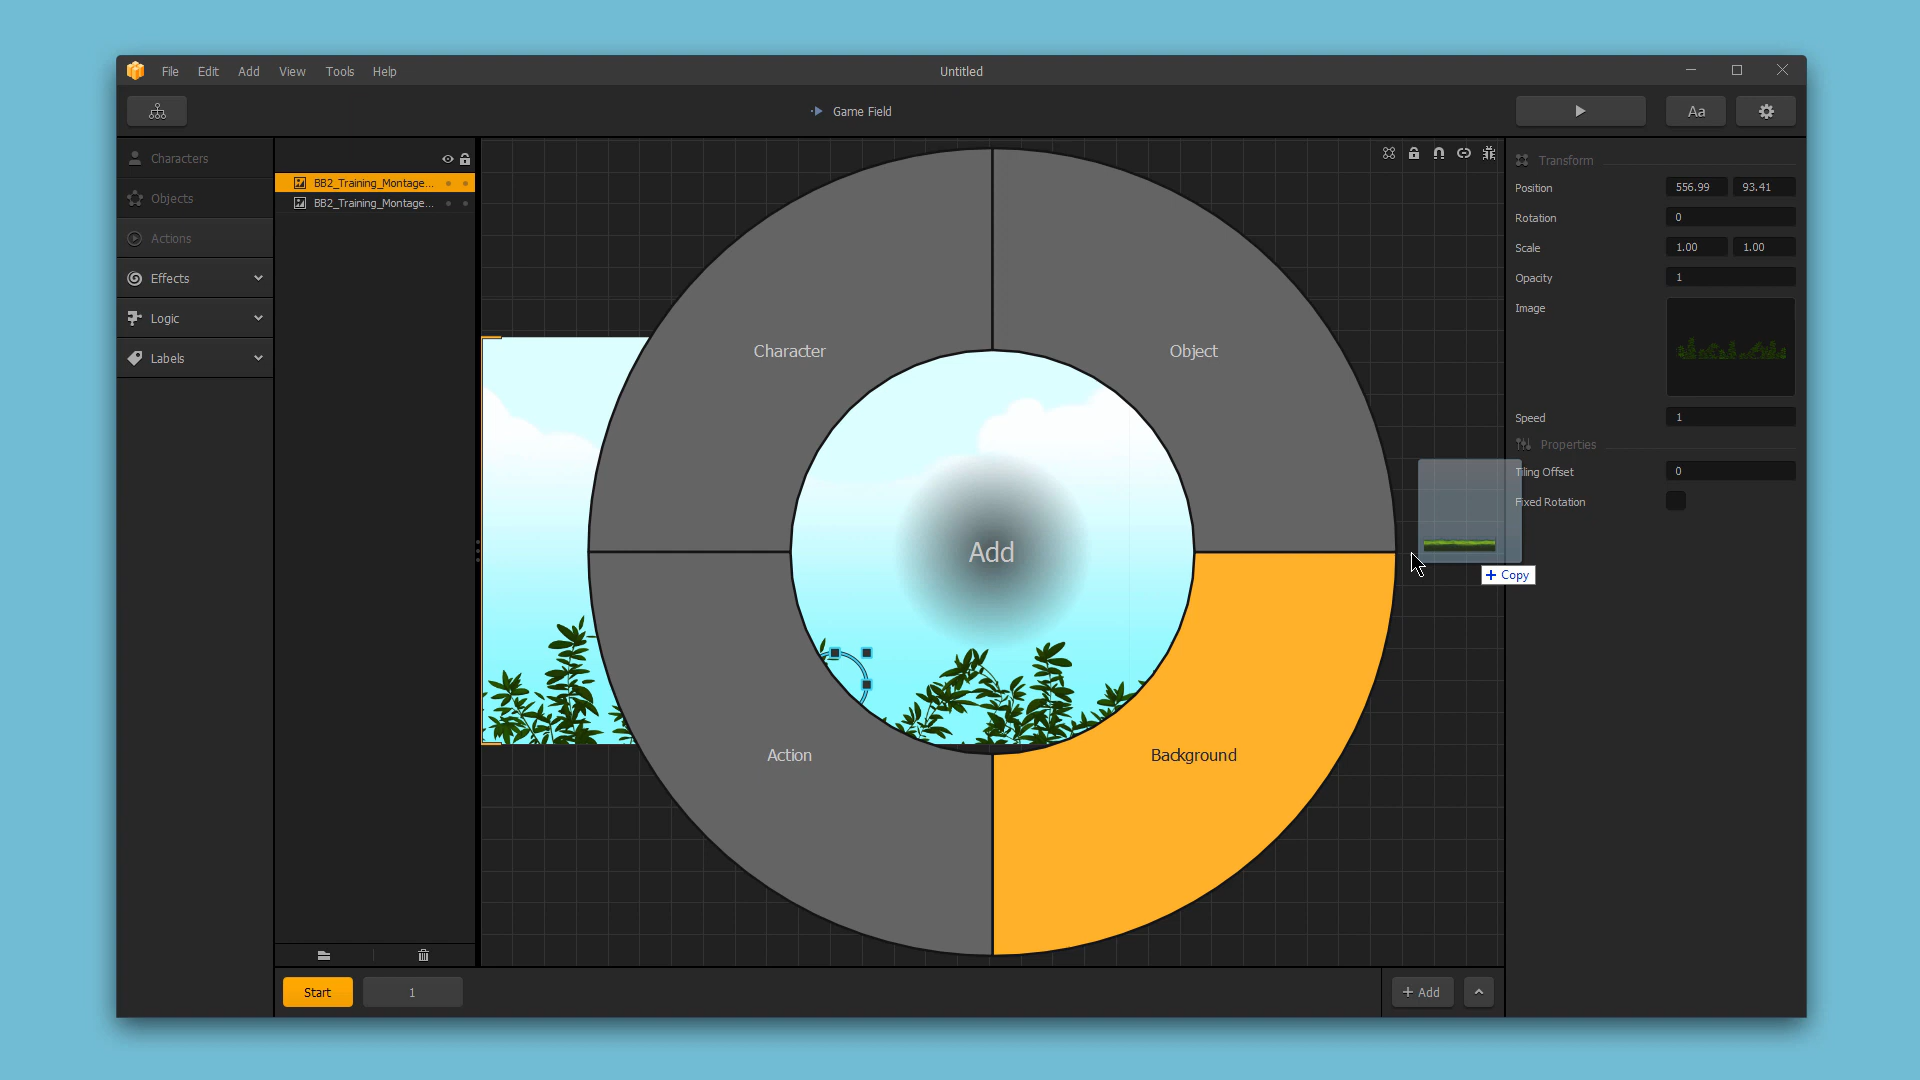 File Edit Add View Tools Help
Untitled
Game Field
Aa
Characters
Objects
Actions
Effects
Logic
Labels
BB2_Training_Montage...
BB2_Training_Montage...
Character
Object
Add
Action
Background
Copy
Transform
Position 556.99 93.41
Rotation 0
Scale 1.00 1.00
Opacity 1
Image
Speed 1
Properties
Tiling Offset 0
Fixed Rotation
Start
1
+ Add